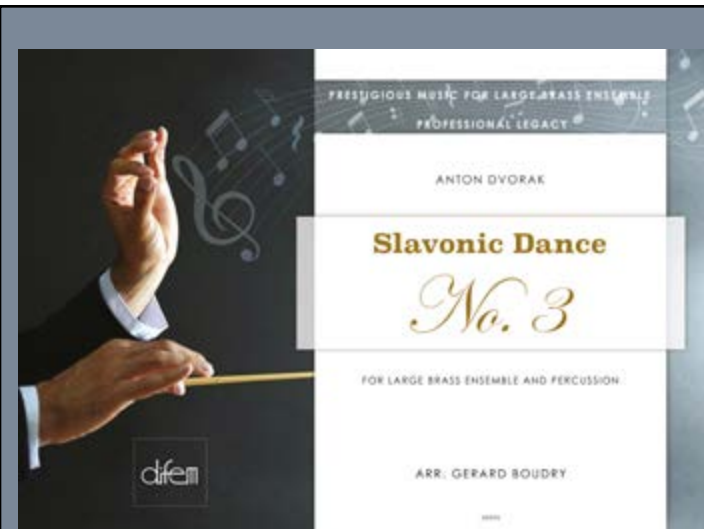 PRESTIGIOUS MUSIC FOR LARGE BRASS ENSEMBLE
PROFESSIONAL LEGACY
ANTON DVORAK
Slavonic Dance
No. 3
FOR LARGE BRASS ENSEMBLE AND PERCUSSION
difem
ARR. GERARD BOUDRY